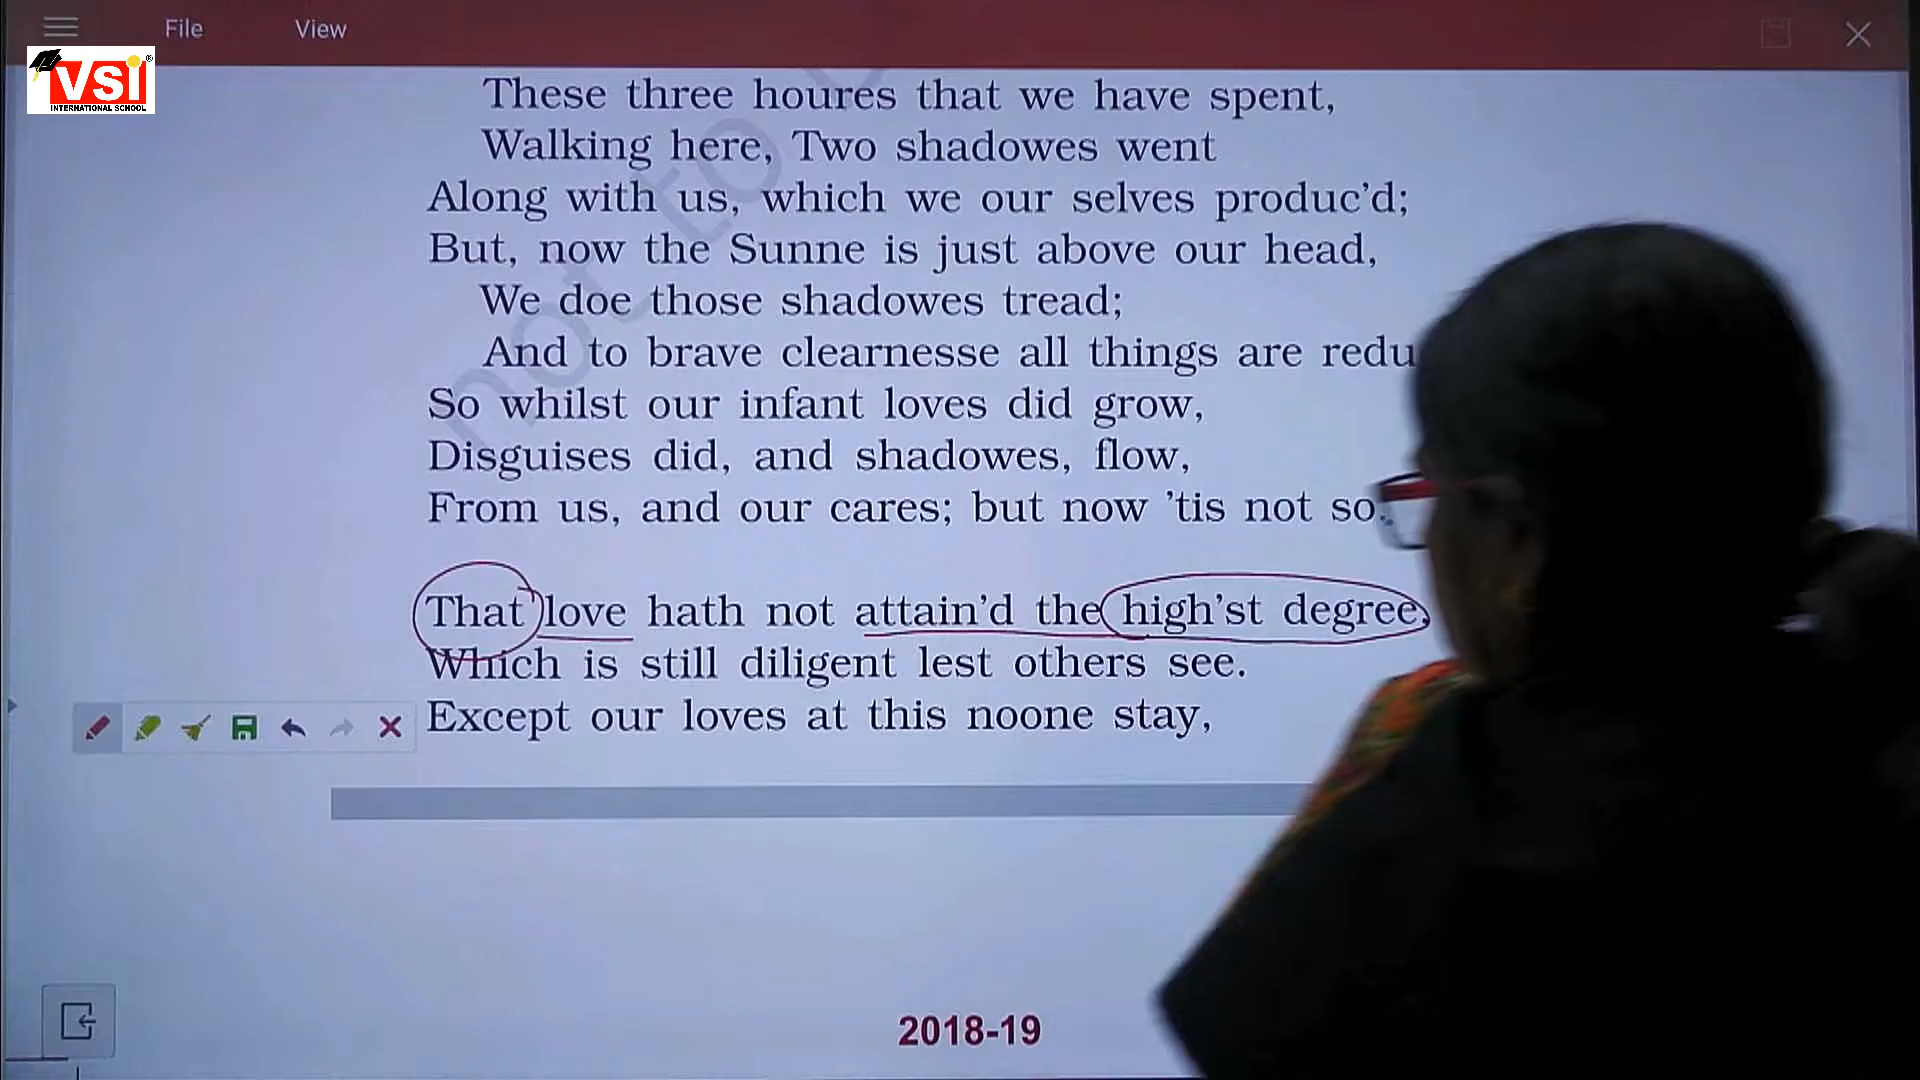 File View
VSI
INTERNATIONAL SCHOOL
not to b
These three houres that we have spent,
Walking here, Two shadowes went
Along with us, which we our selves produc'd;
But, now the Sunne is just above our head,
We doe those shadowes tread;
And to brave clearnesse all things are redu
So whilst our infant loves did grow,
Disguises did, and shadowes, flow,
From us, and our cares; but now 'tis not so.
That love hath not attain'd the high'st degree,
Which is still diligent lest others see.
Except our loves at this noone stay,
2018-19